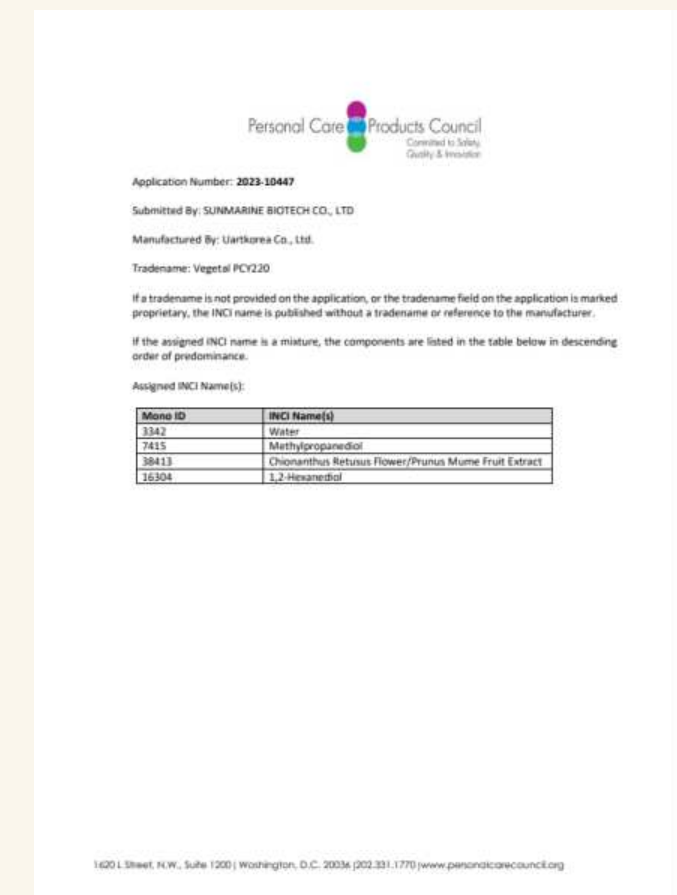 Personal Care Products Council
Committed to Safety,
Quality & Innovation
Application Number: 2023-10447
Submitted By: SUNMARINE BIOTECH CO., LTD
Manufactured By: Uartkorea Co., Ltd.
Tradename: Vegetal PCY220
If a tradename is not provided on the application, or the tradename field on the application is marked
proprietary, the INCI name is published without a tradename or reference to the manufacturer.
If the assigned INCI name is a mixture, the components are listed in the table below in descending
order of predominance.
Assigned INCI Name(s):
Mono ID INCI Name(s)
3342 Water
7415 Methylpropanediol
38413 Chionanthus Retusus Flower/Prunus Mume Fruit Extract
16304 1,2-Hexanediol
1620 L Street, N.W., Suite 1200 | Washington, D.C. 20036 |202.331.1770 |www.personalcarecouncil.org